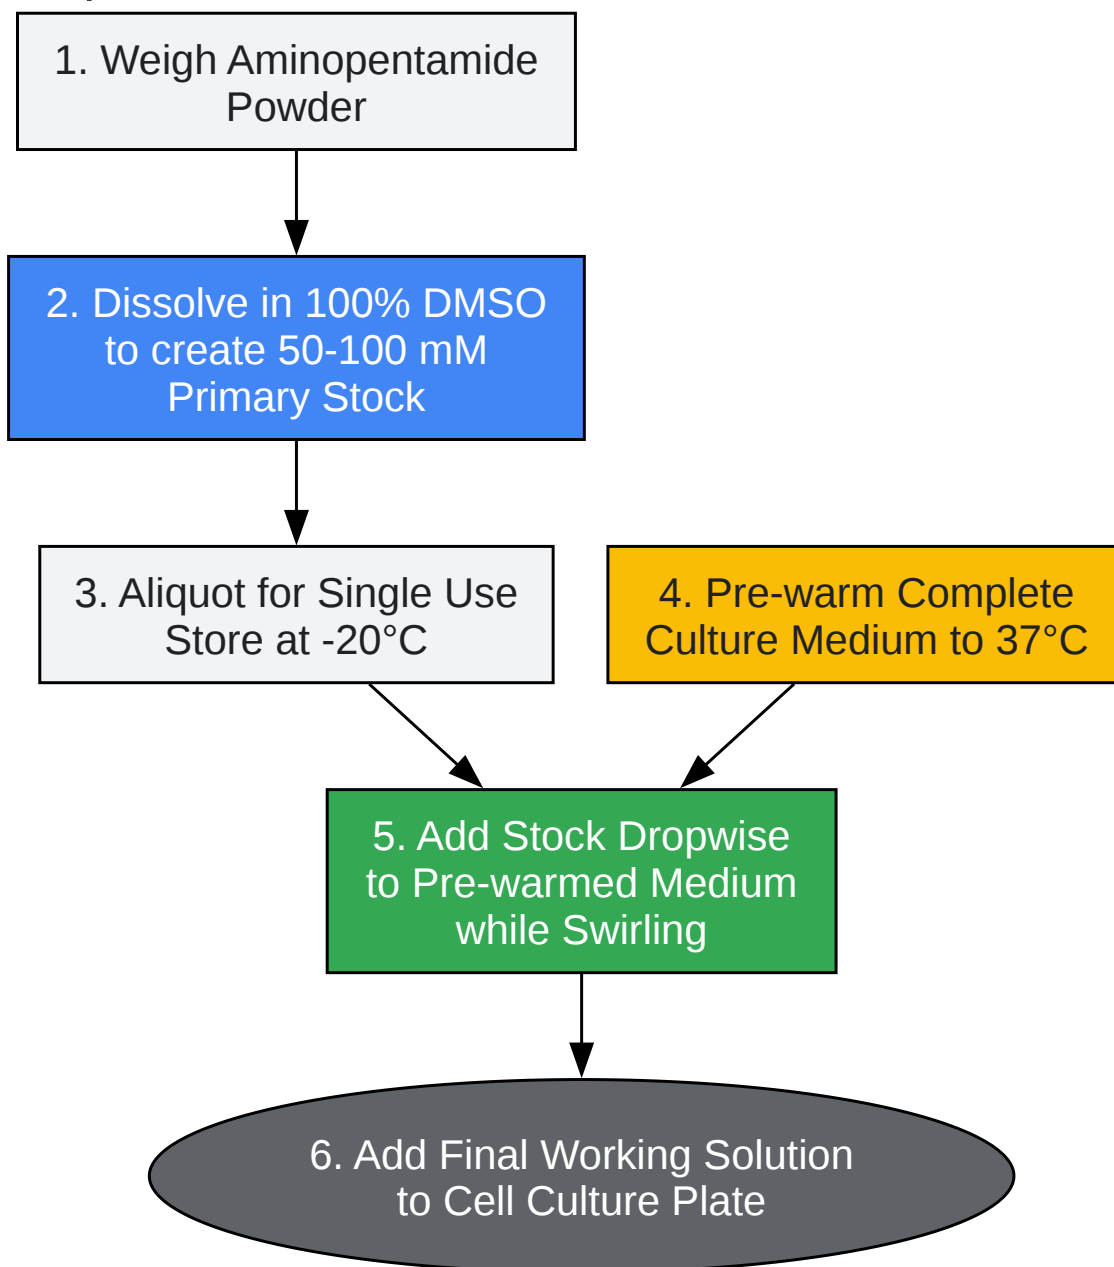 1. Weigh Aminopentamide
Powder
2. Dissolve in 100% DMSO
to create 50-100 mM
Primary Stock
3. Aliquot for Single Use
Store at -20°C
4. Pre-warm Complete
Culture Medium to 37°C
5. Add Stock Dropwise
to Pre-warmed Medium
while Swirling
6. Add Final Working Solution
to Cell Culture Plate